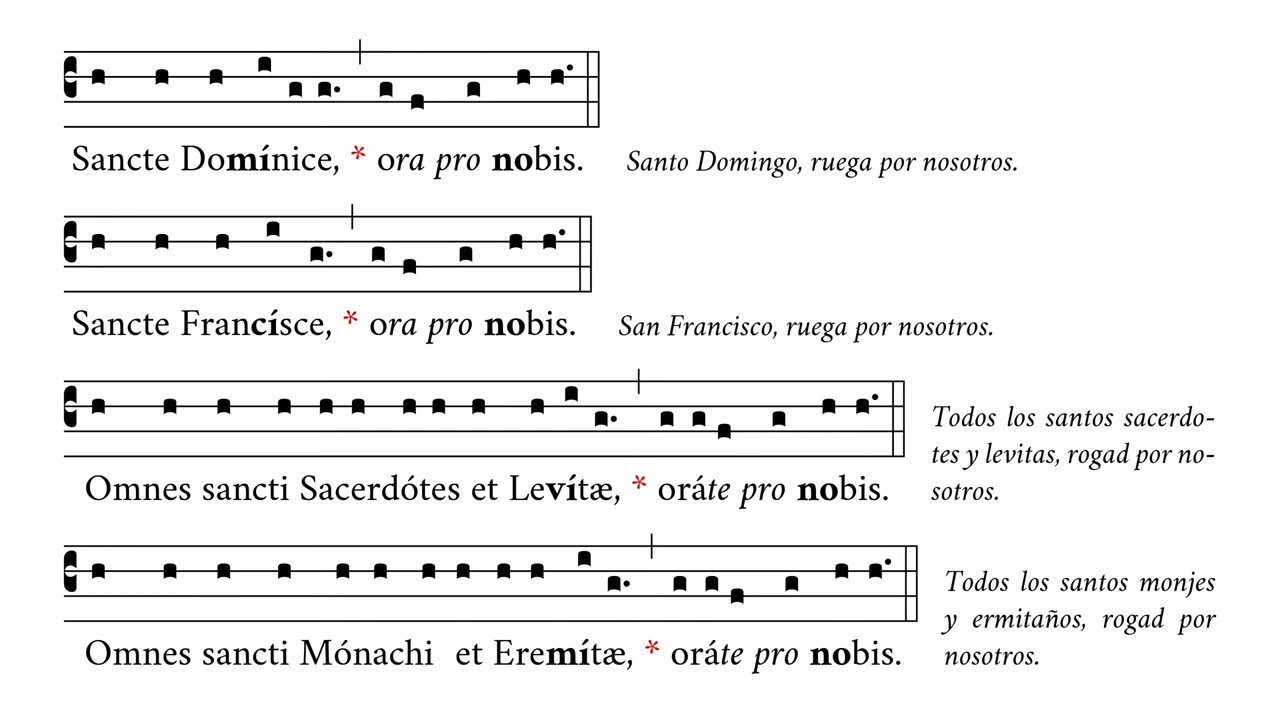 Sancte Domínice, * ora pro nobis.
Santo Domingo, ruega por nosotros.
Sancte Francísce, * ora pro nobis.
San Francisco, ruega por nosotros.
Omnes sancti Sacerdótes et Levítæ, * oráte pro nobis.
Todos los santos sacerdo-
tes y levitas, rogad por no-
sotros.
Omnes sancti Mónachi et Eremítæ, * oráte pro nobis.
Todos los santos monjes
y ermitaños, rogad por
nosotros.